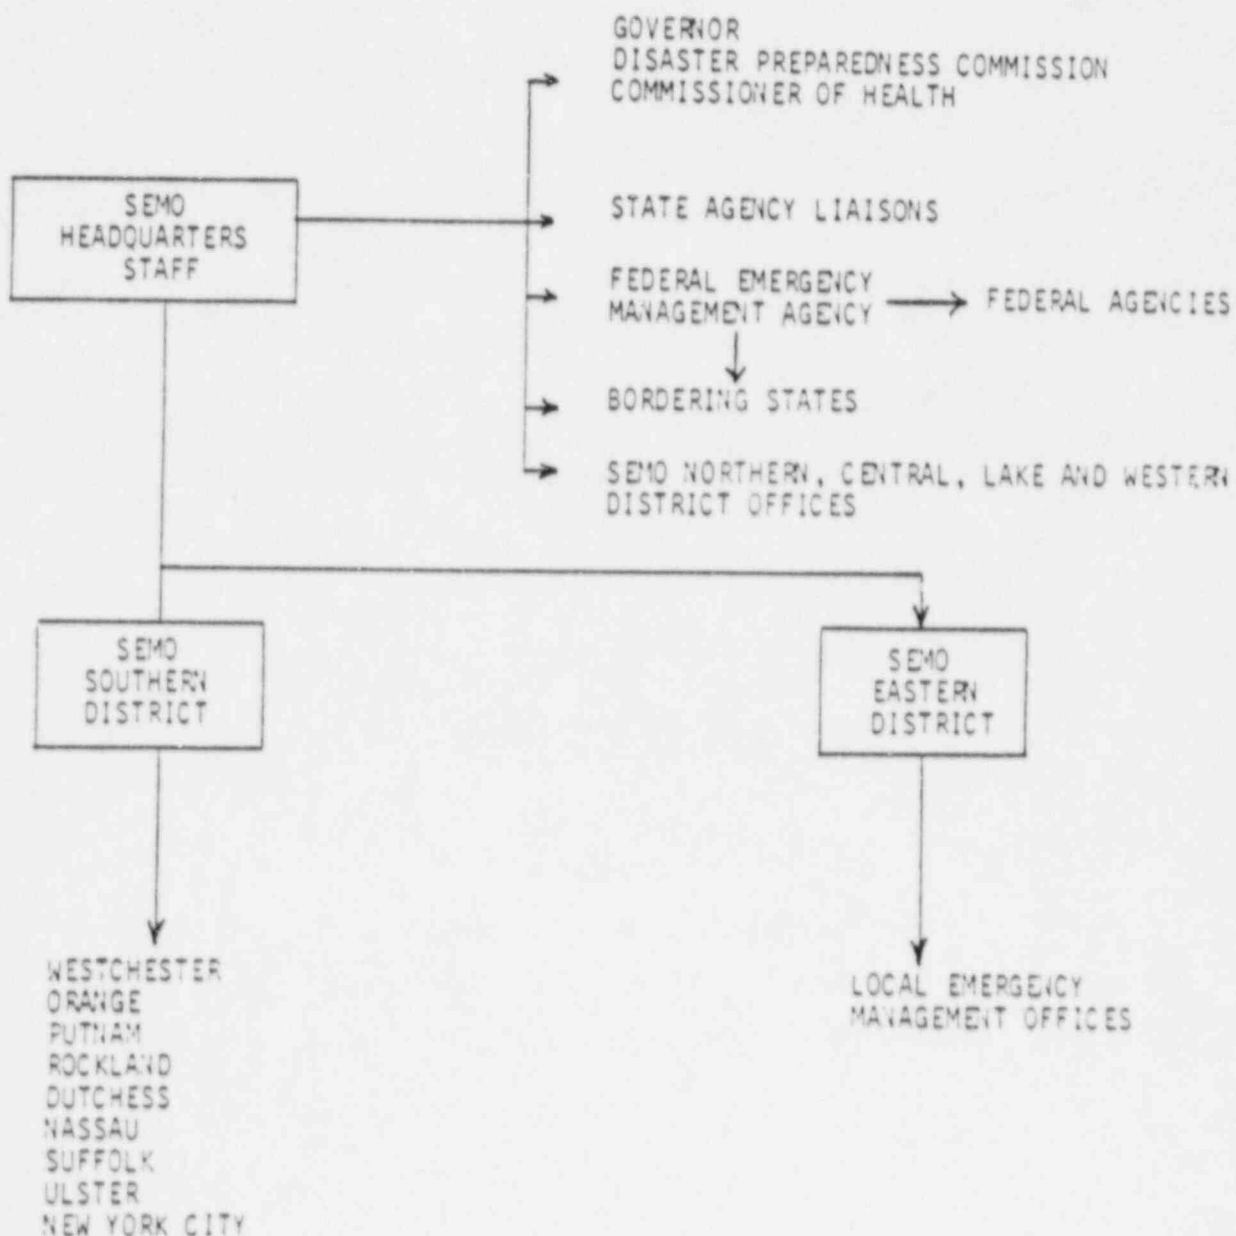 GOVERNOR
DISASTER PREPAREDNESS COMMISSION
COMMISSIONER OF HEALTH
SEMO
HEADQUARTERS
STAFF
STATE AGENCY LIAISONS
FEDERAL EMERGENCY
MANAGEMENT AGENCY
FEDERAL AGENCIES
BORDERING STATES
SEMO NORTHERN, CENTRAL, LAKE AND WESTERN
DISTRICT OFFICES
SEMO
SOUTHERN
DISTRICT
SEMO
EASTERN
DISTRICT
WESTCHESTER
ORANGE
PUTNAM
ROCKLAND
DUTCHESS
NASSAU
SUFFOLK
ULSTER
NEW YORK CITY
LOCAL EMERGENCY
MANAGEMENT OFFICES